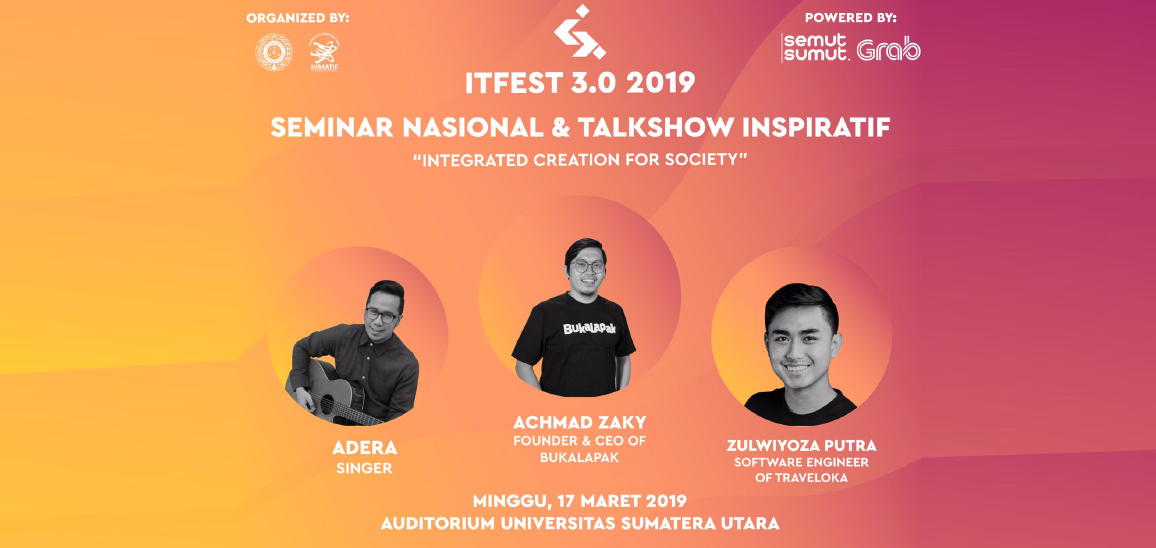 ORGANIZED BY:
HIMATIF
POWERED BY:
semut
sumut.
Grab
ITFEST 3.0 2019
SEMINAR NASIONAL & TALKSHOW INSPIRATIF
“INTEGRATED CREATION FOR SOCIETY”
BukaLapak
ADERA
SINGER
ACHMAD ZAKY
FOUNDER & CEO OF
BUKALAPAK
ZULWIYOZA PUTRA
SOFTWARE ENGINEER
OF TRAVELOKA
MINGGU, 17 MARET 2019
AUDITORIUM UNIVERSITAS SUMATERA UTARA